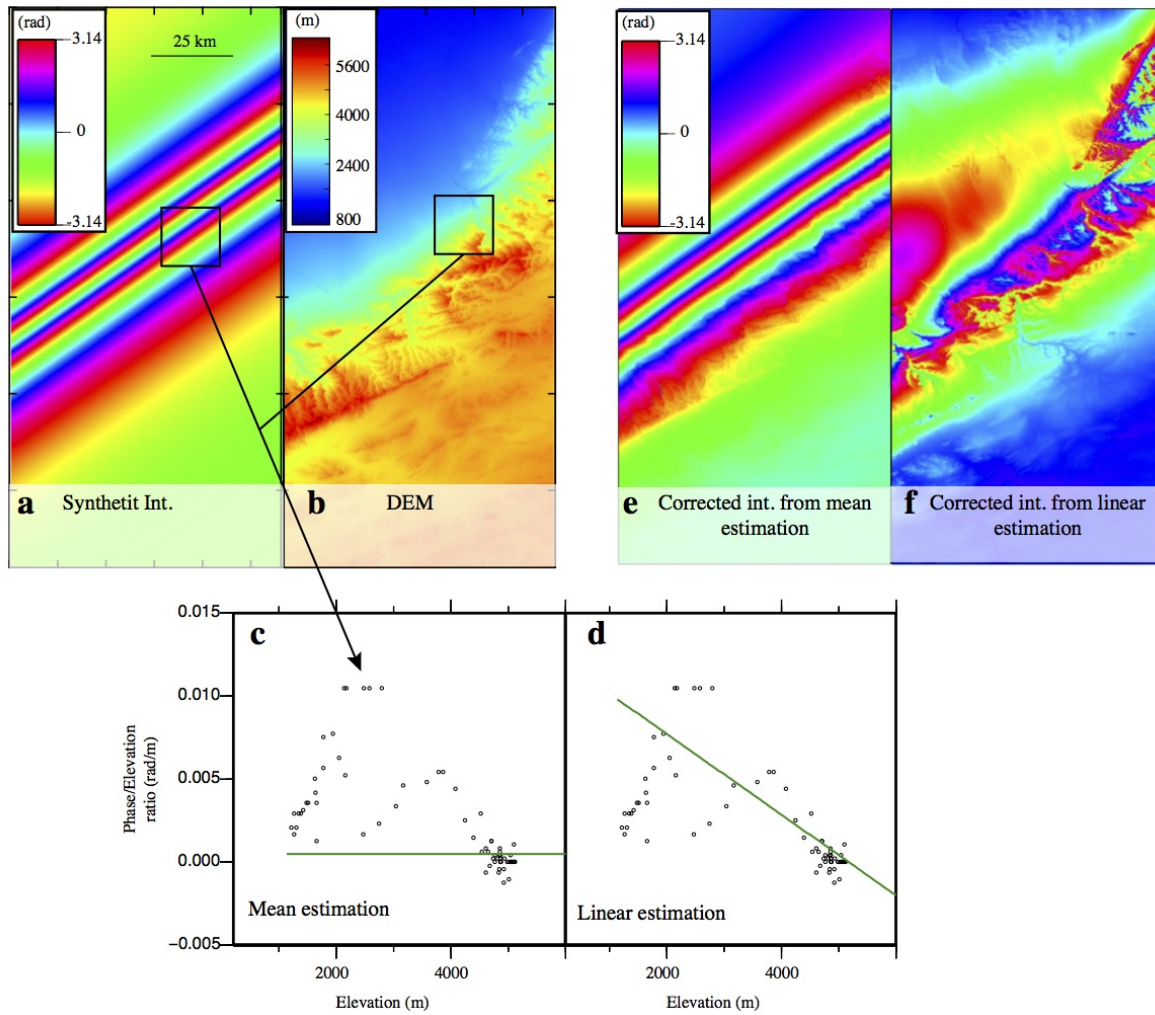 (rad)
3.14
0
-3.14
25 km
(m)
5600
4000
2400
800
(rad)
3.14
0
-3.14
a Synthetit Int.
b DEM
e Corrected int. from mean
estimation
f Corrected int. from linear
estimation
0.015
0.010
0.005
0.000
−0.005
Phase/Elevation
ratio (rad/m)
c
Mean estimation
d
Linear estimation
2000 4000
2000 4000
Elevation (m)
Elevation (m)